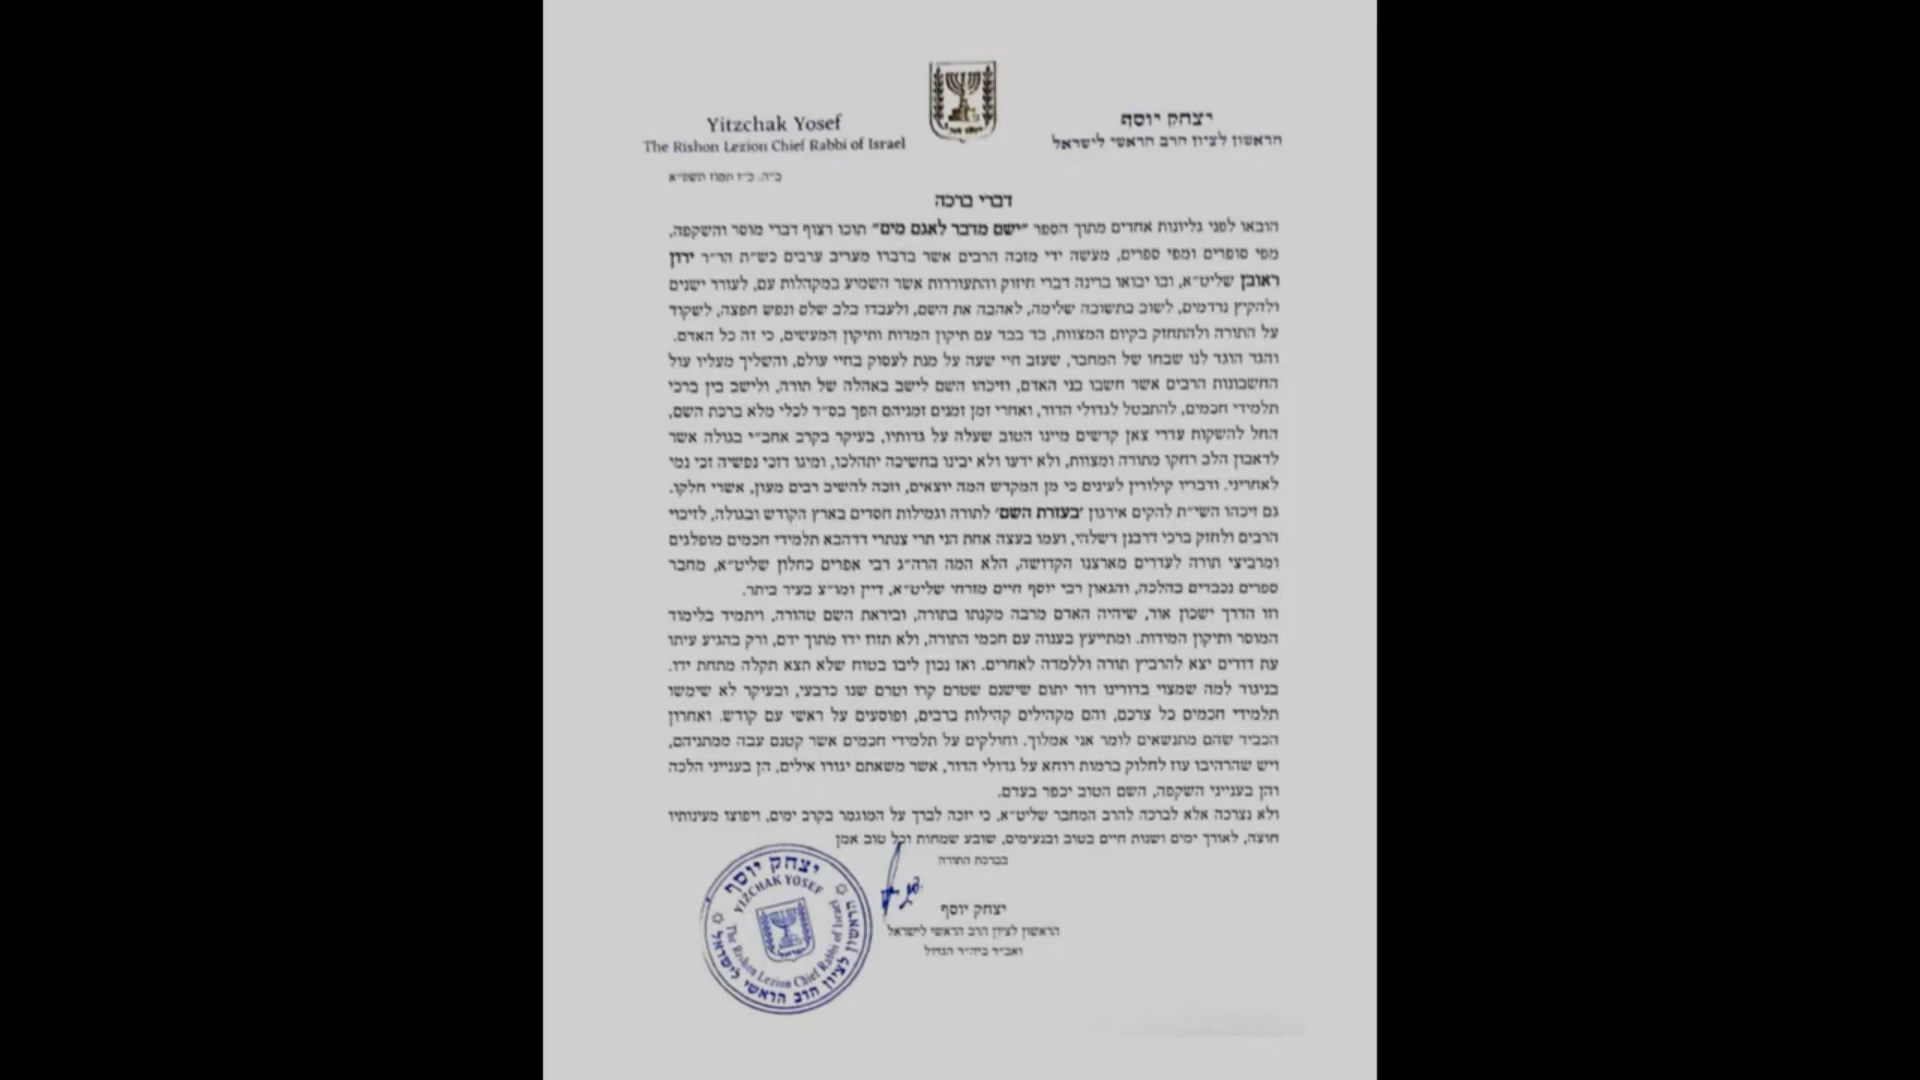 יצחק יוסף
הראשון לציון הרב הראשי לישראל
Yitzchak Yosef
The Rishon Lezion Chief Rabbi of Israel
ב״ה. כ״ז תמוז תשפ״א
דברי ברכה
הובאו לפני גליונות אחדים מתוך הספר "ישם מדבר לאגם מים" תוכו רצוף דברי מוסר והשקפה,
מפי סופרים ומפי ספרים, מעשה ידי מזכה הרבים אשר בדברו מעריב ערבים כש״ת הר״ר ירון
ראובן שליט״א, ובו יבואו ברינה דברי חיזוק והתעוררות אשר השמיע במקהלות עם, לעורר ישנים
ולהקיץ נרדמים, לשוב בתשובה שלימה, לאהבה את השם, ולעבדו בלב שלם ונפש חפצה, לשקוד
על התורה ולהתחזק בקיום המצוות, בד בבד עם תיקון המדות ותיקון המעשים, כי זה כל האדם.
והגד הוגד לנו שבחו של המחבר, שעזב חיי שעה על מנת לעסוק בחיי עולם, והשליך מעליו עול
החשבונות הרבים אשר חשבו בני האדם, וזיכהו השם לישב באהלה של תורה, ולישב בין ברכי
תלמידי חכמים, להתבטל לגדולי הדור, ואחרי זמן זמנים זמניהם הפך בס״ד לכלי מלא ברכת השם,
החל להשקות עדרי צאן קדשים מיינו הטוב שעלה על גדותיו, בעיקר בקרב אחב״י בגולה אשר
לדאבון הלב רחקו מתורה ומצוות, ולא ידעו ולא יבינו בחשיכה יתהלכו, ומיגו דזכי נפשיה זכי נמי
לאחריני. ודבריו קילורין לעינים כי מן המקדש המה יוצאים, וזכה להשיב רבים מעון, אשרי חלקו.
גם זיכהו השי״ת להקים אירגון 'בעזרת השם' לתורה וגמילות חסדים בארץ הקודש ובגולה, לזיכוי
הרבים ולחזק ברכי דרבנן דשלהי, ועמו בעצה אחת הני תרי צנתרי דדהבא תלמידי חכמים מופלגים
ומרביצי תורה לעדרים מארצנו הקדושה, הלא המה הרה״ג רבי אפרים כחלון שליט״א, מחבר
ספרים נכבדים בהלכה, והגאון רבי יוסף חיים מזרחי שליט״א, דיין ומו״צ בעיר ביתר.
וזו הדרך ישכון אור, שיהיה האדם מרבה מקנתו בתורה, וביראת השם טהורה, ויתמיד בלימוד
המוסר ותיקון המידות. ומתייעץ בענוה עם חכמי התורה, ולא תזוז ידו מתוך ידם, ורק בהגיע עיתו
עת דודים יצא להרביץ תורה וללמדה לאחרים. ואז נכון ליבו בטוח שלא תצא תקלה מתחת ידו.
בניגוד למה שמצוי בדורינו דור יתום שישנם שטרם קרו וטרם שנו כדבעי, ובעיקר לא שימשו
תלמידי חכמים כל צרכם, והם מקהילים קהילות ברבים, ופוסעים על ראשי עם קודש. ואחרון
הכביד שהם מתנשאים לומר אני אמלוך. וחולקים על תלמידי חכמים אשר קטנם עבה ממתניהם,
ויש שהרהיבו עוז לחלוק ברמות רוחא על גדולי הדור, אשר משאתם יגורו אילים, הן בענייני הלכה
והן בענייני השקפה, השם הטוב יכפר בעדם.
ולא נצרכה אלא לברכה להרב המחבר שליט״א, כי יזכה לברך על המוגמר בקרב ימים, ויפוצו מעינותיו
חוצה, לאורך ימים ושנות חיים בטוב ובנעימים, שובע שמחות וכל טוב אמן
בברכת התורה
יצחק יוסף
הראשון לציון הרב הראשי לישראל
ואב״ד ביה״ד הגדול
יצחק יוסף
YIZCHAK YOSEF
The Rishon Lezion Chief Rabbi of Israel
הראשון לציון הרב הראשי לישראל